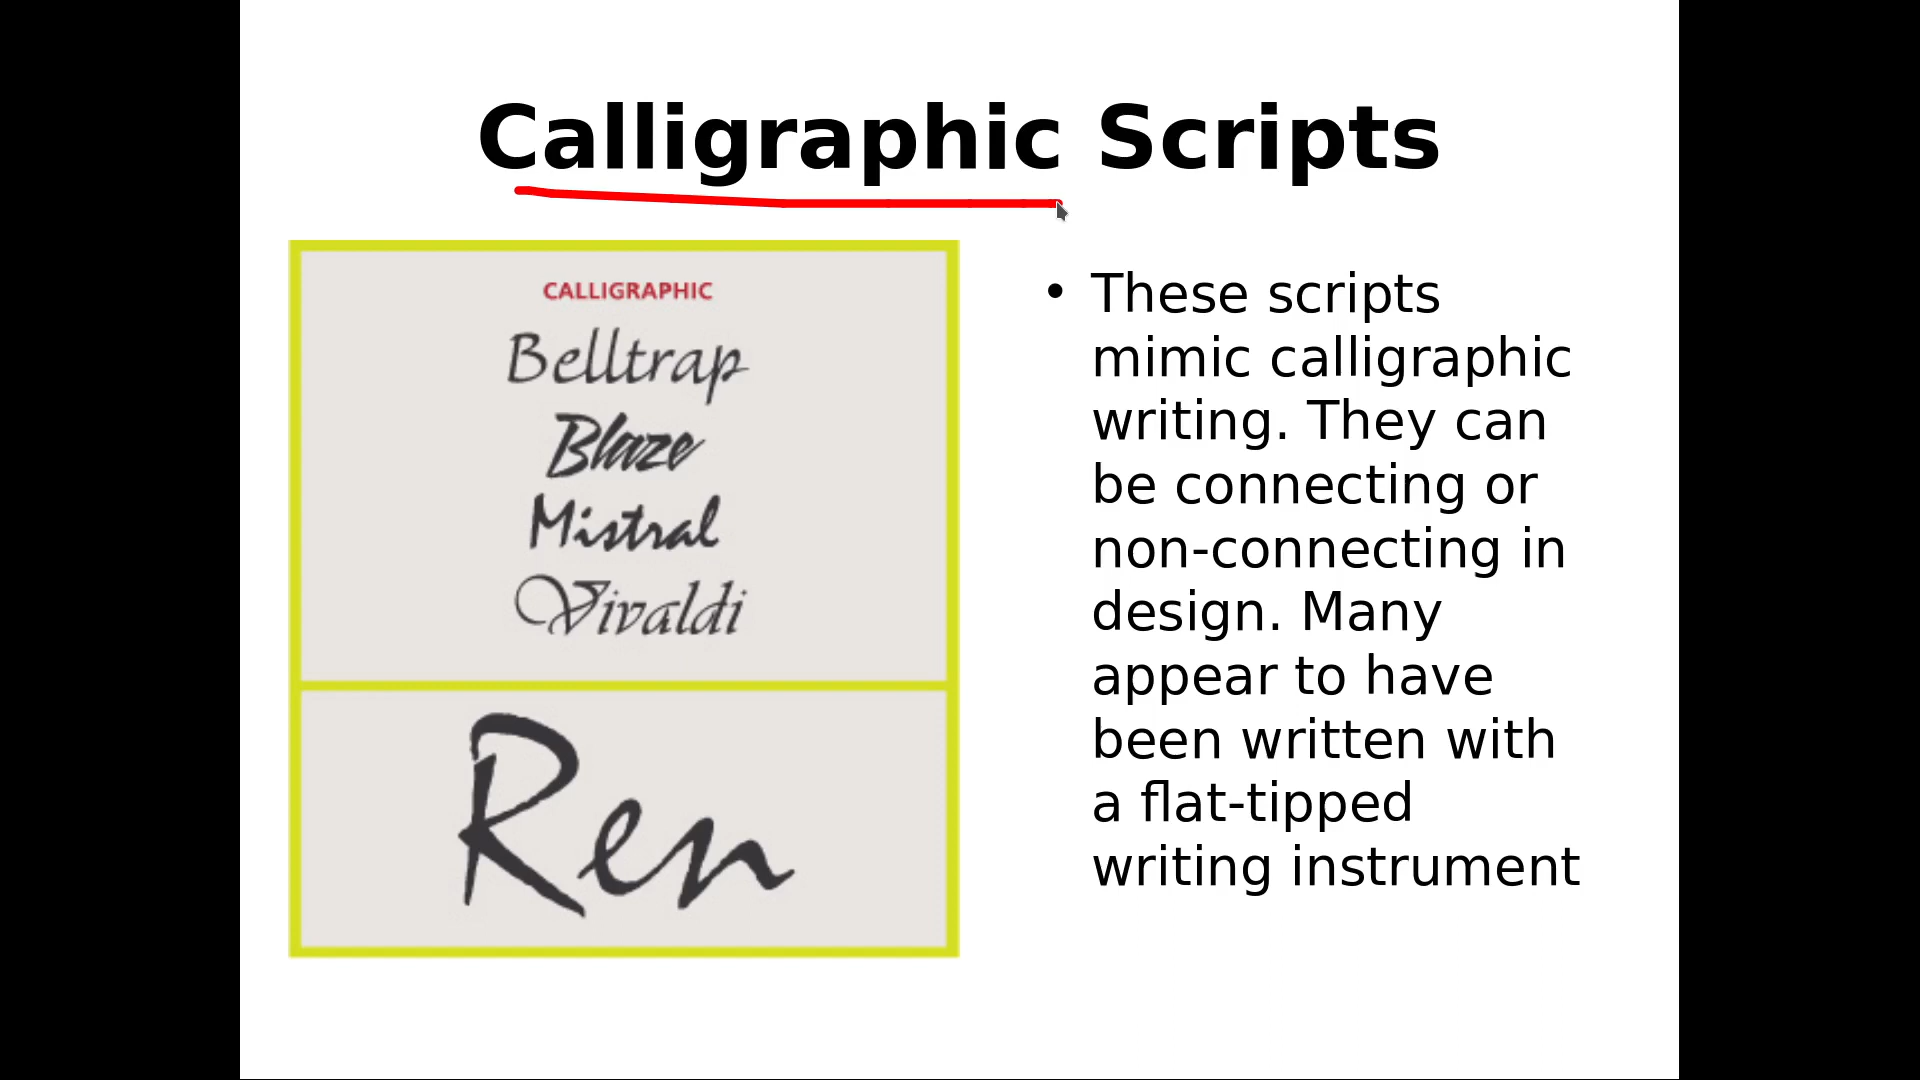 Calligraphic Scripts
CALLIGRAPHIC
Belltrap
Blaze
Mistral
Vivaldi
Ren
• These scripts
mimic calligraphic
writing. They can
be connecting or
non-connecting in
design. Many
appear to have
been written with
a flat-tipped
writing instrument